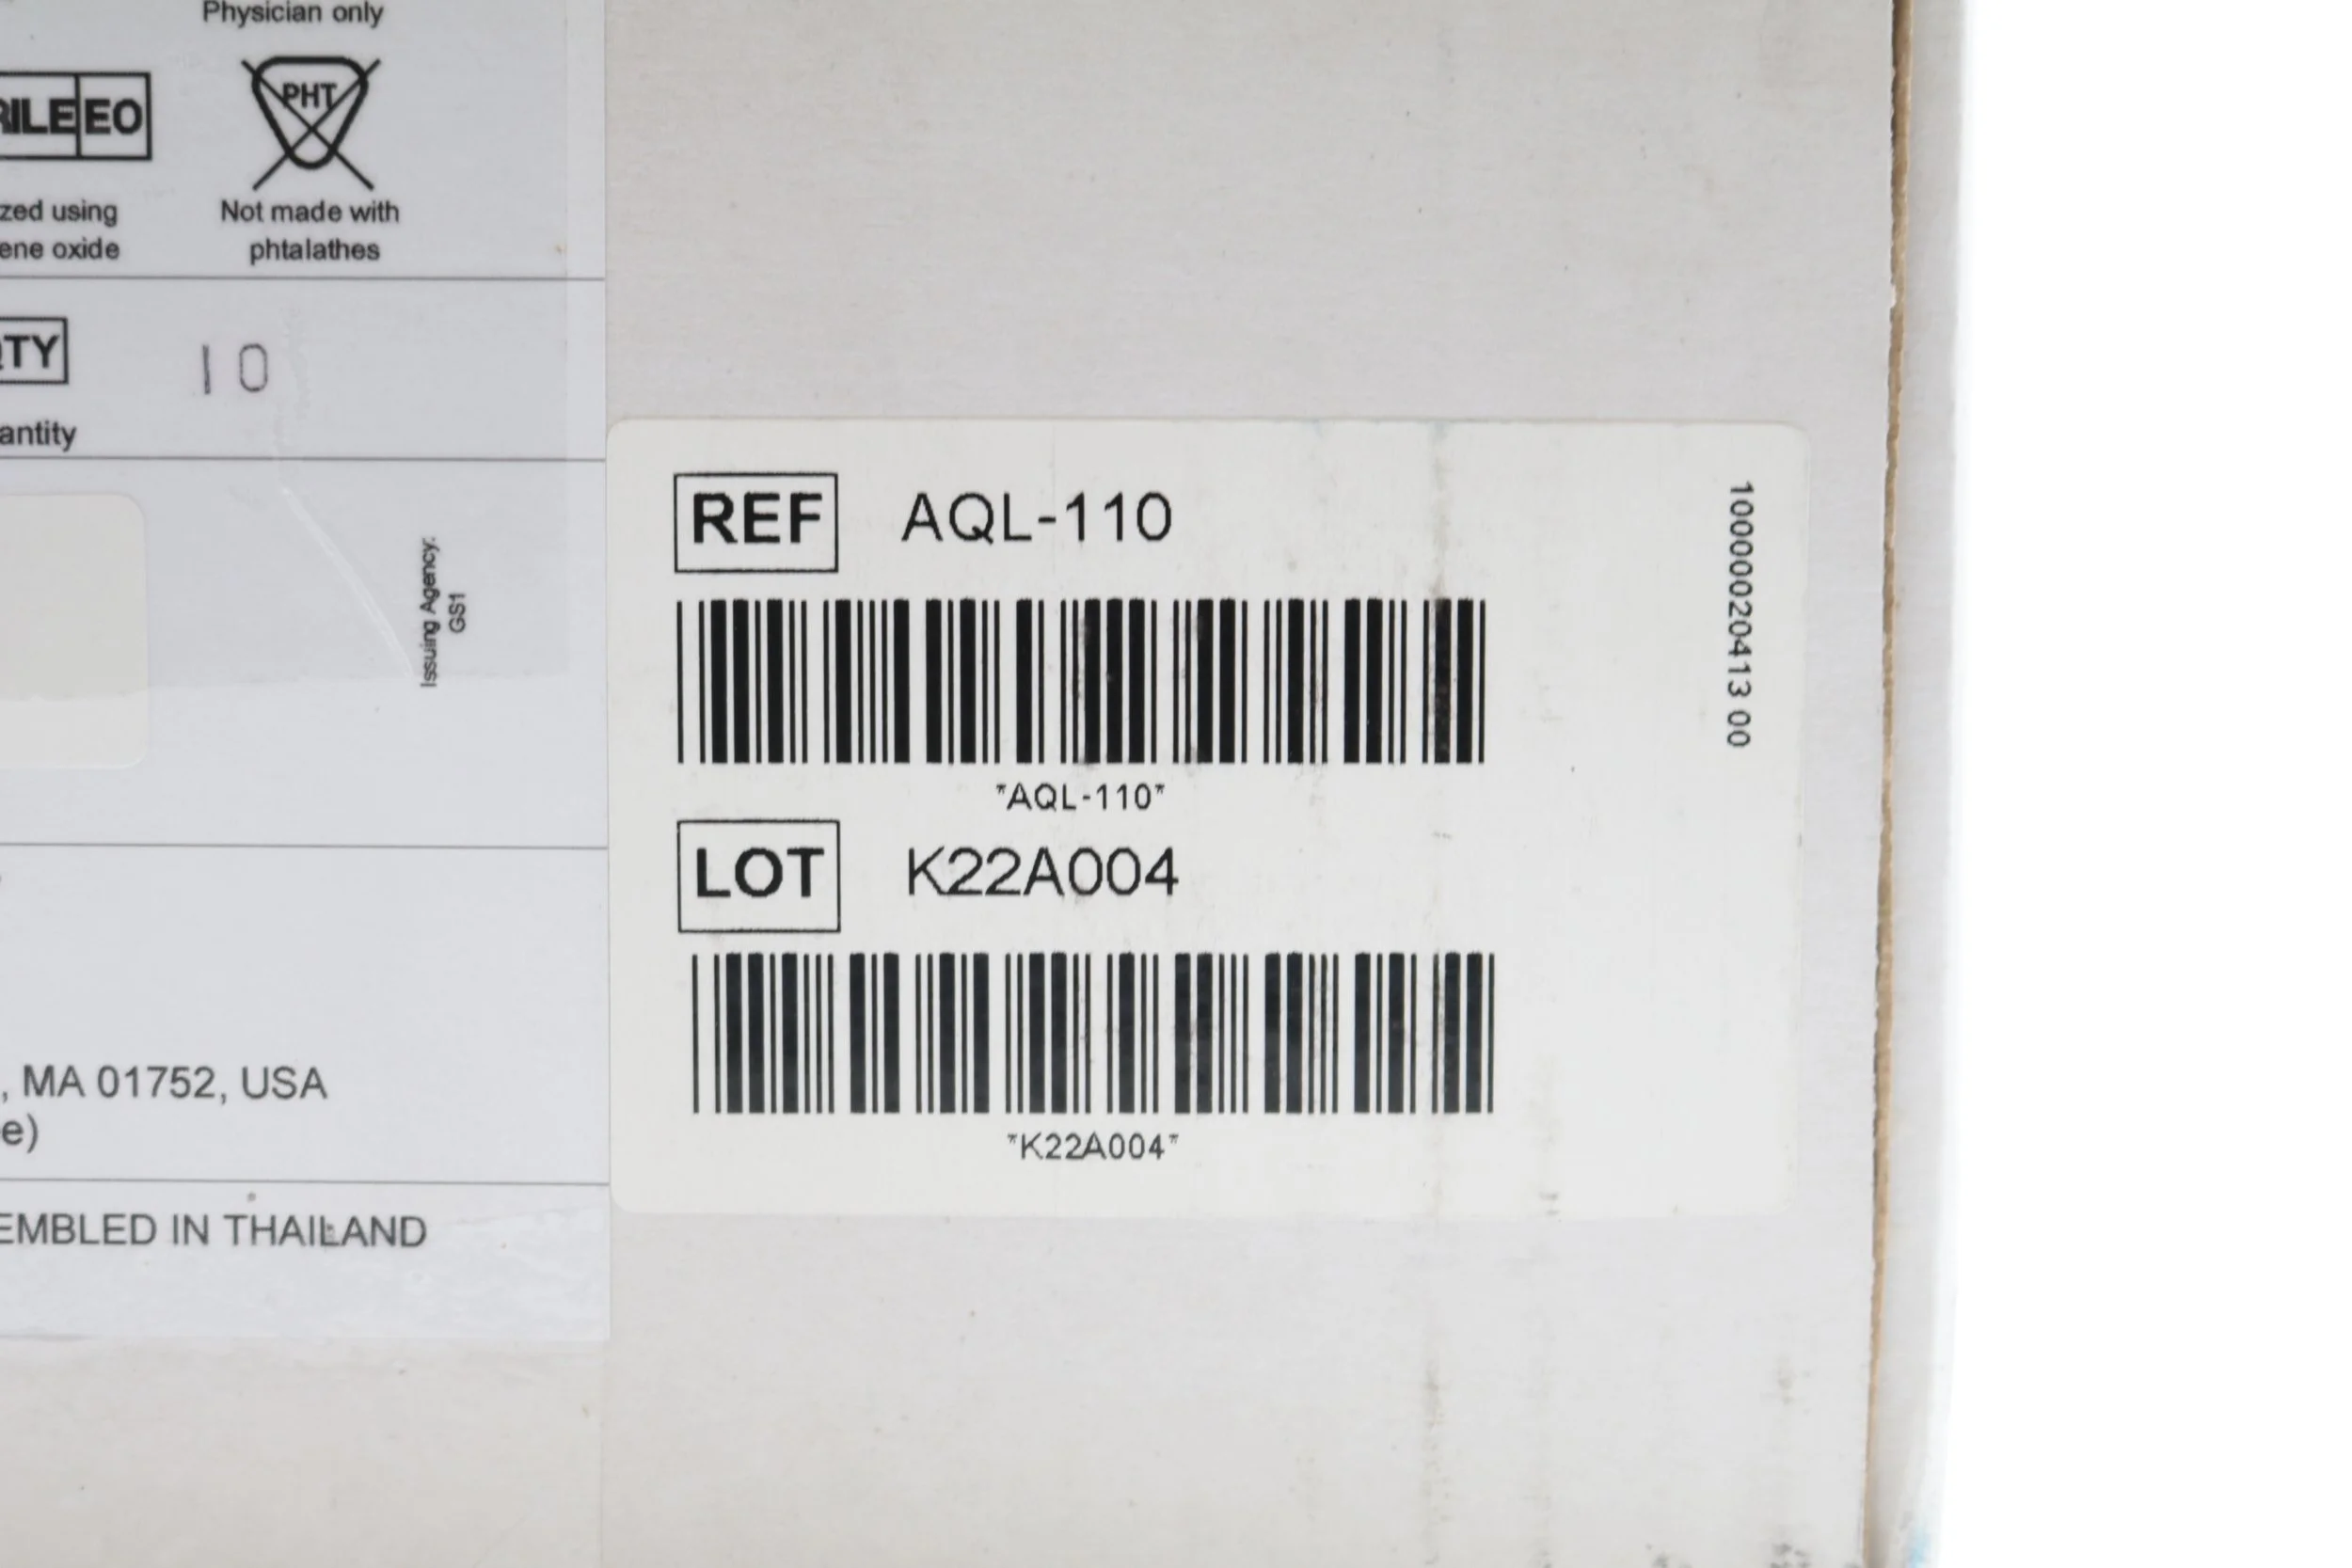 Physician only
RILE EO
PHT
zed using
ene oxide
Not made with
phtalathes
QTY
10
antity
Issuing Agency:
GS1
, MA 01752, USA
e)
EMBLED IN THAILAND
REF AQL-110
*AQL-110*
LOT K22A004
*K22A004*
10000020413 00